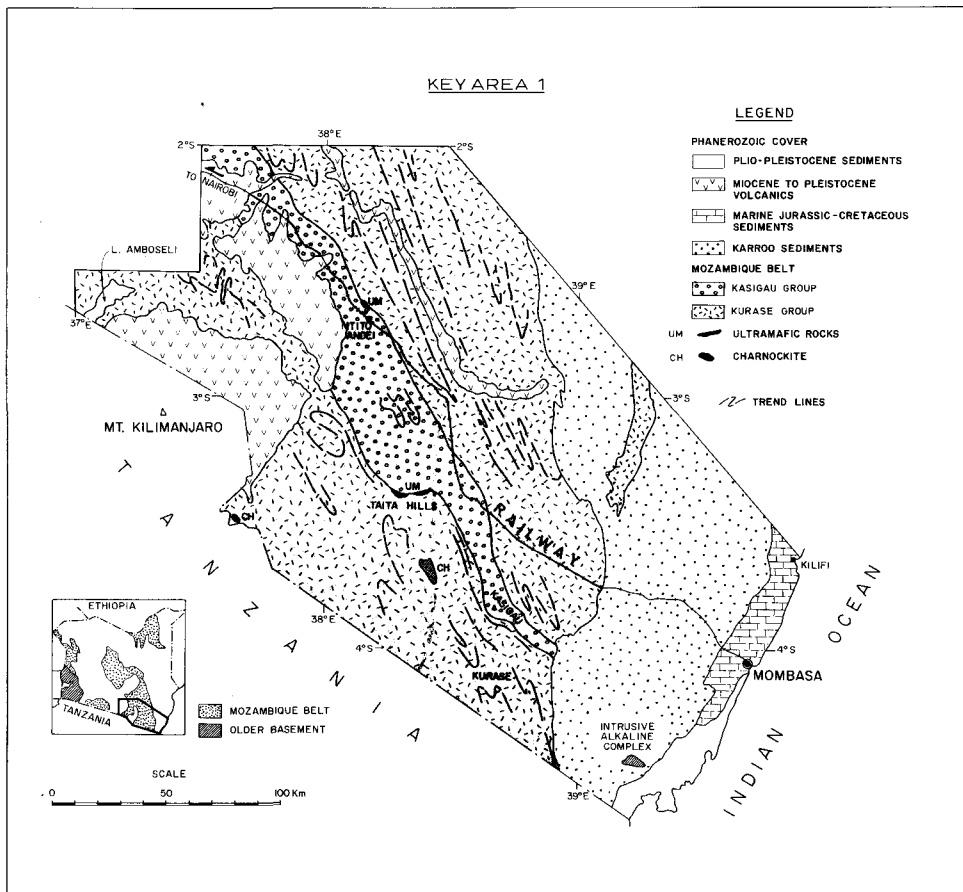 KEY AREA 1
LEGEND
PHANEROZOIC COVER
PLIO-PLEISTOCENE SEDIMENTS
MIOCENE TO PLEISTOCENE
VOLCANICS
MARINE JURASSIC-CRETACEOUS
SEDIMENTS
KARROO SEDIMENTS
MOZAMBIQUE BELT
KASIGAU GROUP
KURASE GROUP
UM ULTRAMAFIC ROCKS
CH CHARNOCKITE
TREND LINES
38°E
2°S
2°S
TO NAIROBI
L. AMBOSELI
37°E
39°E
UM
MTITO
ANDEI
3°S
3°S
MT. KILIMANJARO
UM
TAITA HILLS
RAILWAY
CH
CH
KILIFI
KASIGAU
38°E
4°S
4°S
MOMBASA
KURASE
TANZANIA
INDIAN OCEAN
INTRUSIVE
ALKALINE
COMPLEX
39°E
ETHIOPIA
TANZANIA
MOZAMBIQUE BELT
OLDER BASEMENT
SCALE
0 50 100 Km